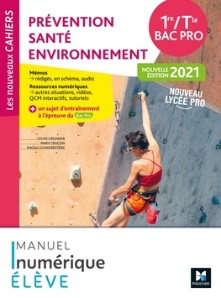 Les nouveaux CAHIERS
PRÉVENTION
SANTÉ
ENVIRONNEMENT
1re/Tle
BAC PRO
NOUVELLE
ÉDITION 2021
NOUVEAU
LYCÉE PRO
Mémos
→ rédigés, en schéma, audio
Ressources numériques
→ autres situations, vidéos,
QCM interactifs, tutoriels
+ un sujet d'entraînement
à l'épreuve du Bac Pro
MANUEL
numérique
ÉLÈVE
FOUCHER